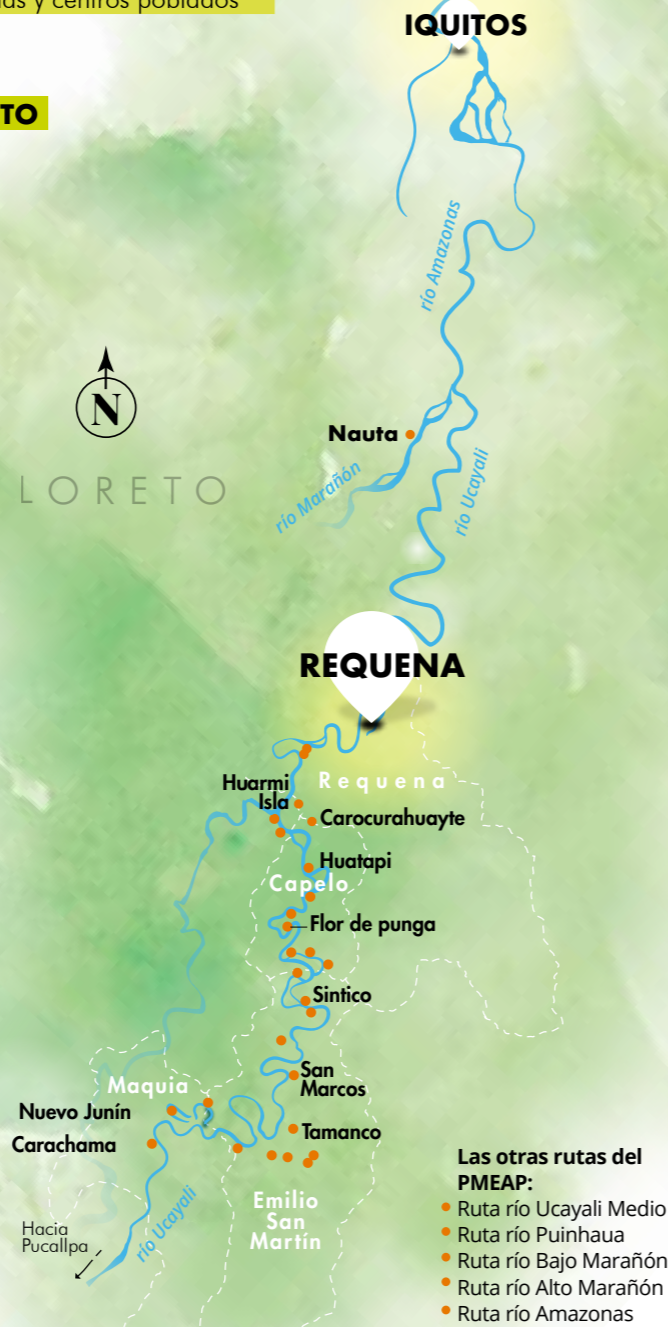 y centros poblados
IQUITOS
TO
río Amazonas
N
Nauta
LORETO
río Marañón
río Ucayali
REQUENA
Huarmi
Isla
Requena
Carocurahuayte
Huatapi
Capelo
Flor de punga
Sintico
San
Marcos
Maquia
Nuevo Junín
Tamanco
Carachama
Emilio
San
Martín
río Ucayali
Hacia
Pucallpa
Las otras rutas del
PMEAP:
Ruta río Ucayali Medio
Ruta río Puinhaua
Ruta río Bajo Marañón
Ruta río Alto Marañón
Ruta río Amazonas